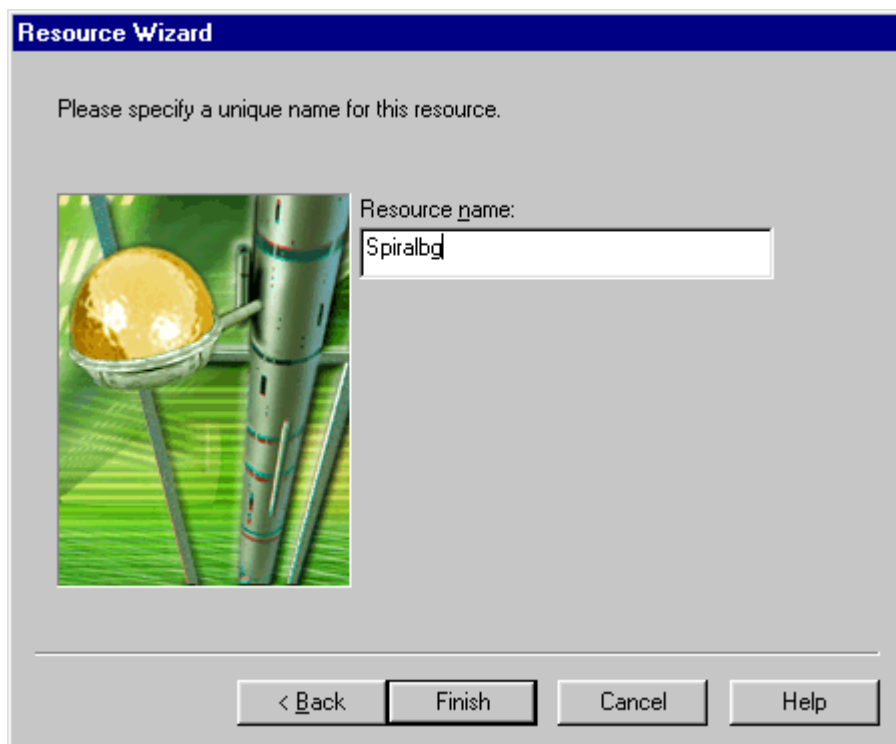 Resource Wizard
Please specify a unique name for this resource.
Resource name:
Spiralbg
< Back
Finish
Cancel
Help